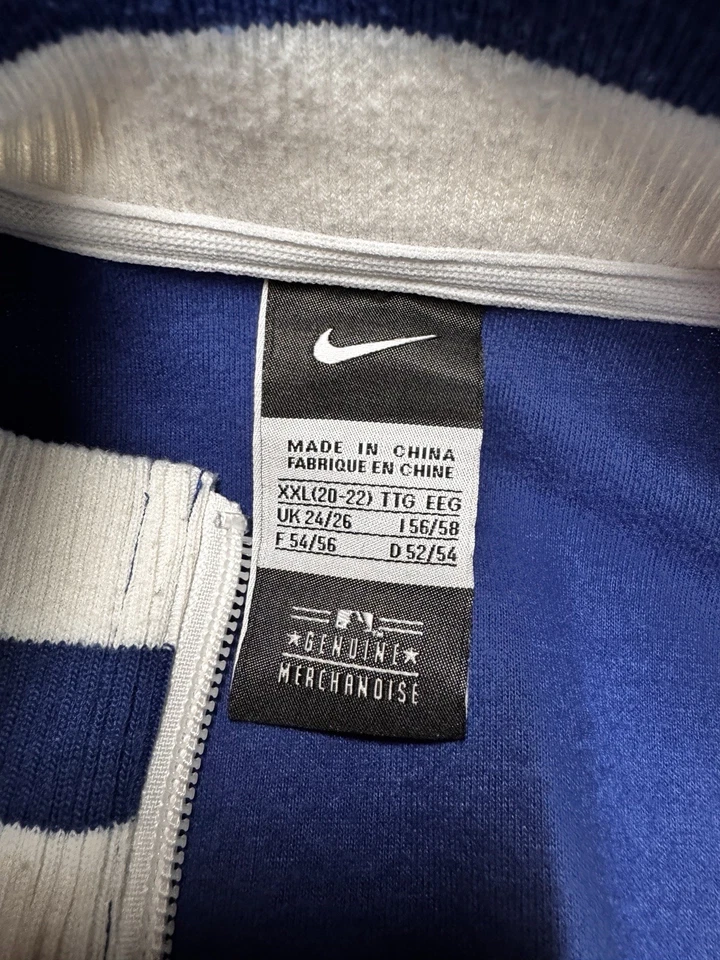 MADE IN CHINA
FABRIQUE EN CHINE
XXL(20-22) TTG EEG
UK 24/26 I 56/58
F 54/56 D 52/54
GENUINE
MERCHANDISE